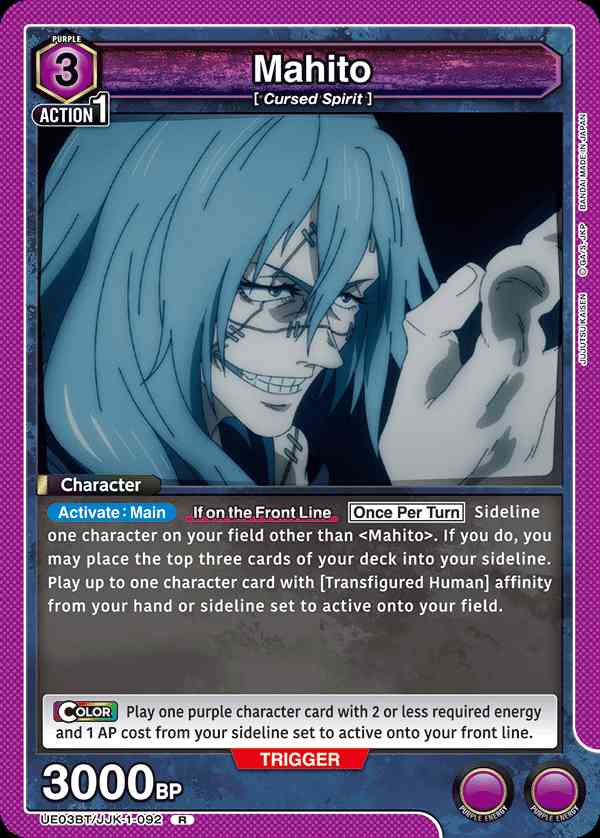 PURPLE
3
ACTION 1
Mahito
[ Cursed Spirit ]
JUJUTSU KAISEN © GA/S,JKP BANDAI MADE IN JAPAN
Character
Activate: Main If on the Front Line Once Per Turn Sideline
one character on your field other than <Mahito>. If you do, you
may place the top three cards of your deck into your sideline.
Play up to one character card with [Transfigured Human] affinity
from your hand or sideline set to active onto your field.
COLOR Play one purple character card with 2 or less required energy
and 1 AP cost from your sideline set to active onto your front line.
TRIGGER
3000 BP
PURPLE ENERGY
PURPLE ENERGY
UE03BT/JJK-1-092 R